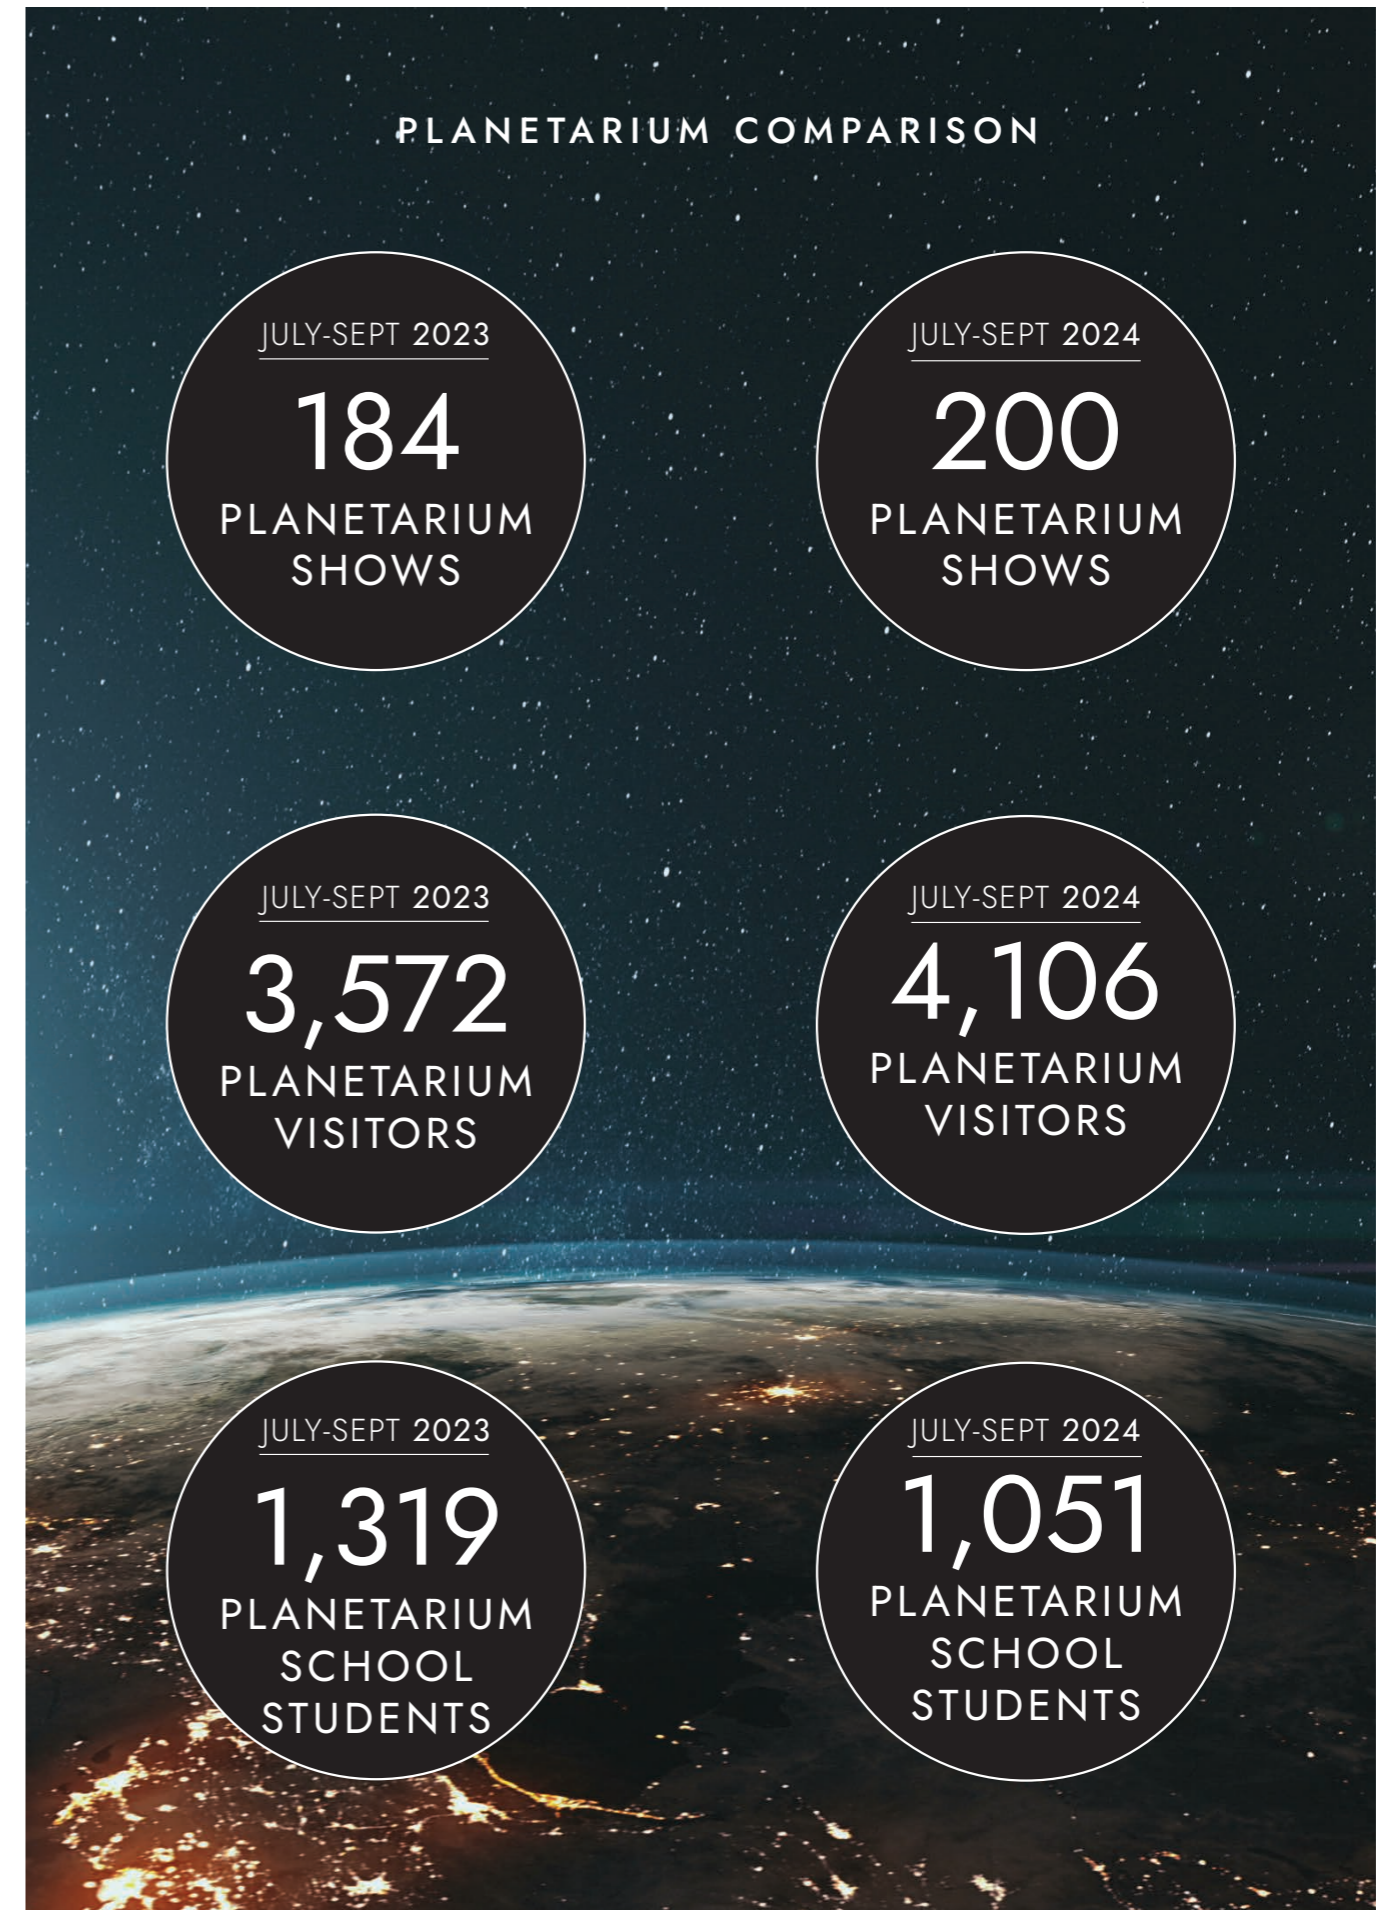 PLANETARIUM COMPARISON
JULY-SEPT 2023
184
PLANETARIUM
SHOWS
JULY-SEPT 2024
200
PLANETARIUM
SHOWS
JULY-SEPT 2023
3,572
PLANETARIUM
VISITORS
JULY-SEPT 2024
4,106
PLANETARIUM
VISITORS
JULY-SEPT 2023
1,319
PLANETARIUM
SCHOOL
STUDENTS
JULY-SEPT 2024
1,051
PLANETARIUM
SCHOOL
STUDENTS